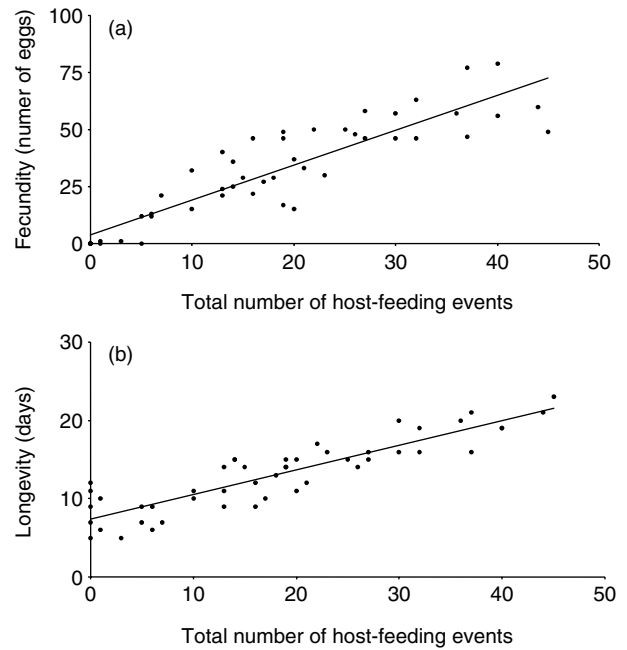 (a)
Fecundity (numer of eggs)
100
75
50
25
0
0 10 20 30 40 50
Total number of host-feeding events
(b)
Longevity (days)
30
20
10
0
0 10 20 30 40 50
Total number of host-feeding events